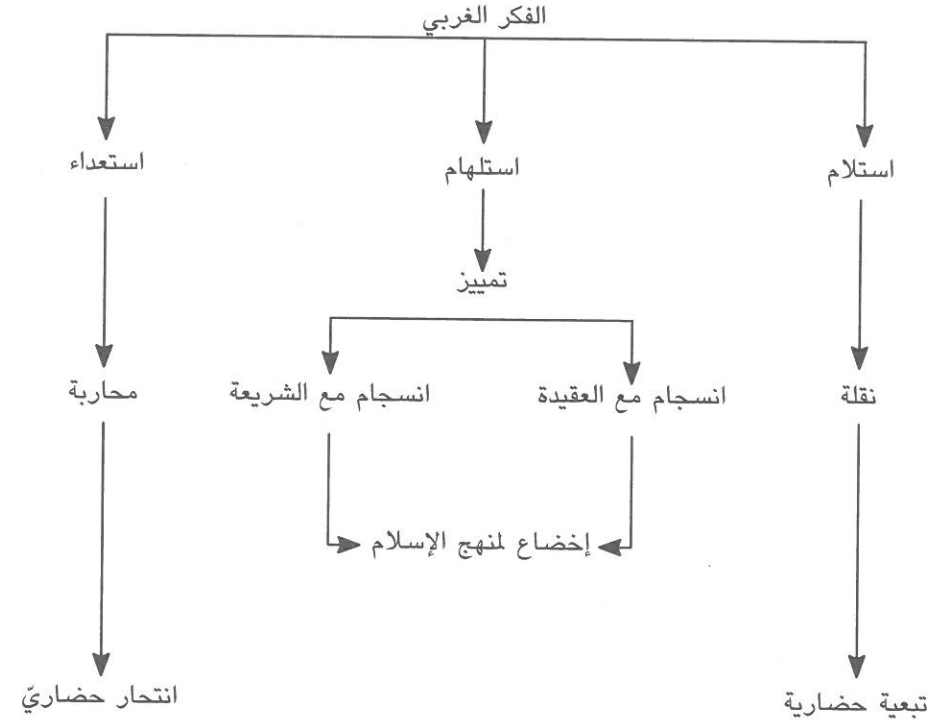 الفكر الغربي
استلام
استلهام
استعداء
تمييز
نقلة
انسجام مع العقيدة
انسجام مع الشريعة
محاربة
إخضاع لمنهج الإسلام
تبعية حضارية
انتحار حضاريّ